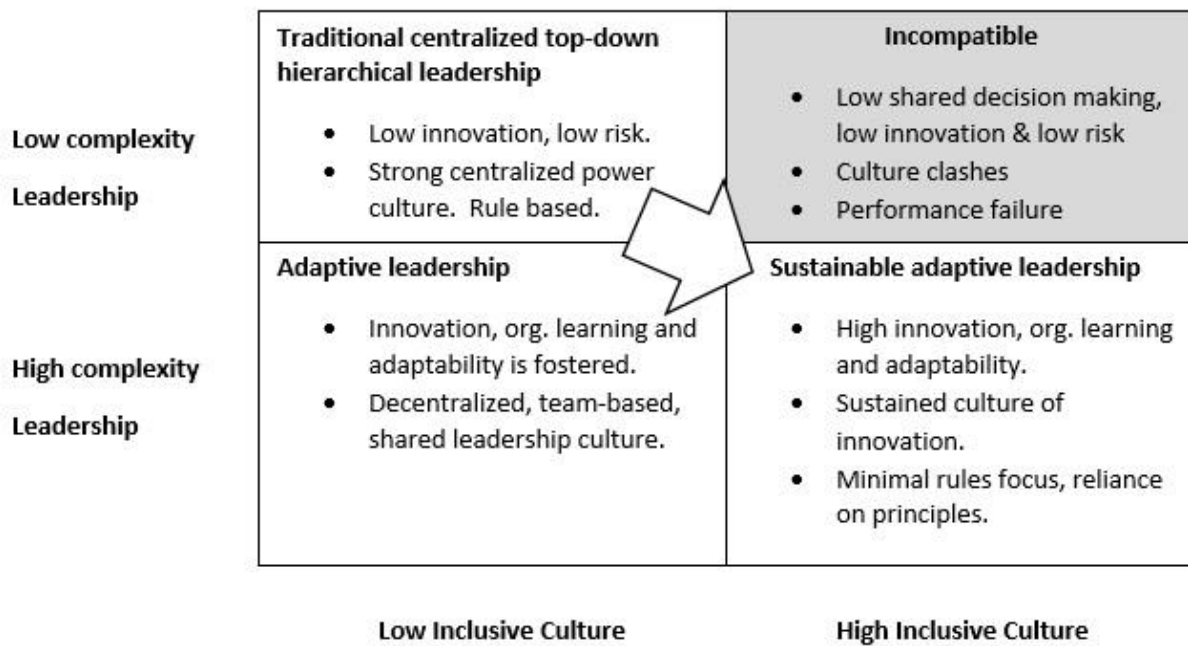 Low complexity
Leadership
Traditional centralized top-down
hierarchical leadership
• Low innovation, low risk.
• Strong centralized power
culture.  Rule based.
Incompatible
• Low shared decision making,
low innovation & low risk
• Culture clashes
• Performance failure
High complexity
Leadership
Adaptive leadership
• Innovation, org. learning and
adaptability is fostered.
• Decentralized, team-based,
shared leadership culture.
Sustainable adaptive leadership
• High innovation, org. learning
and adaptability.
• Sustained culture of
innovation.
• Minimal rules focus, reliance
on principles.
Low Inclusive Culture
High Inclusive Culture